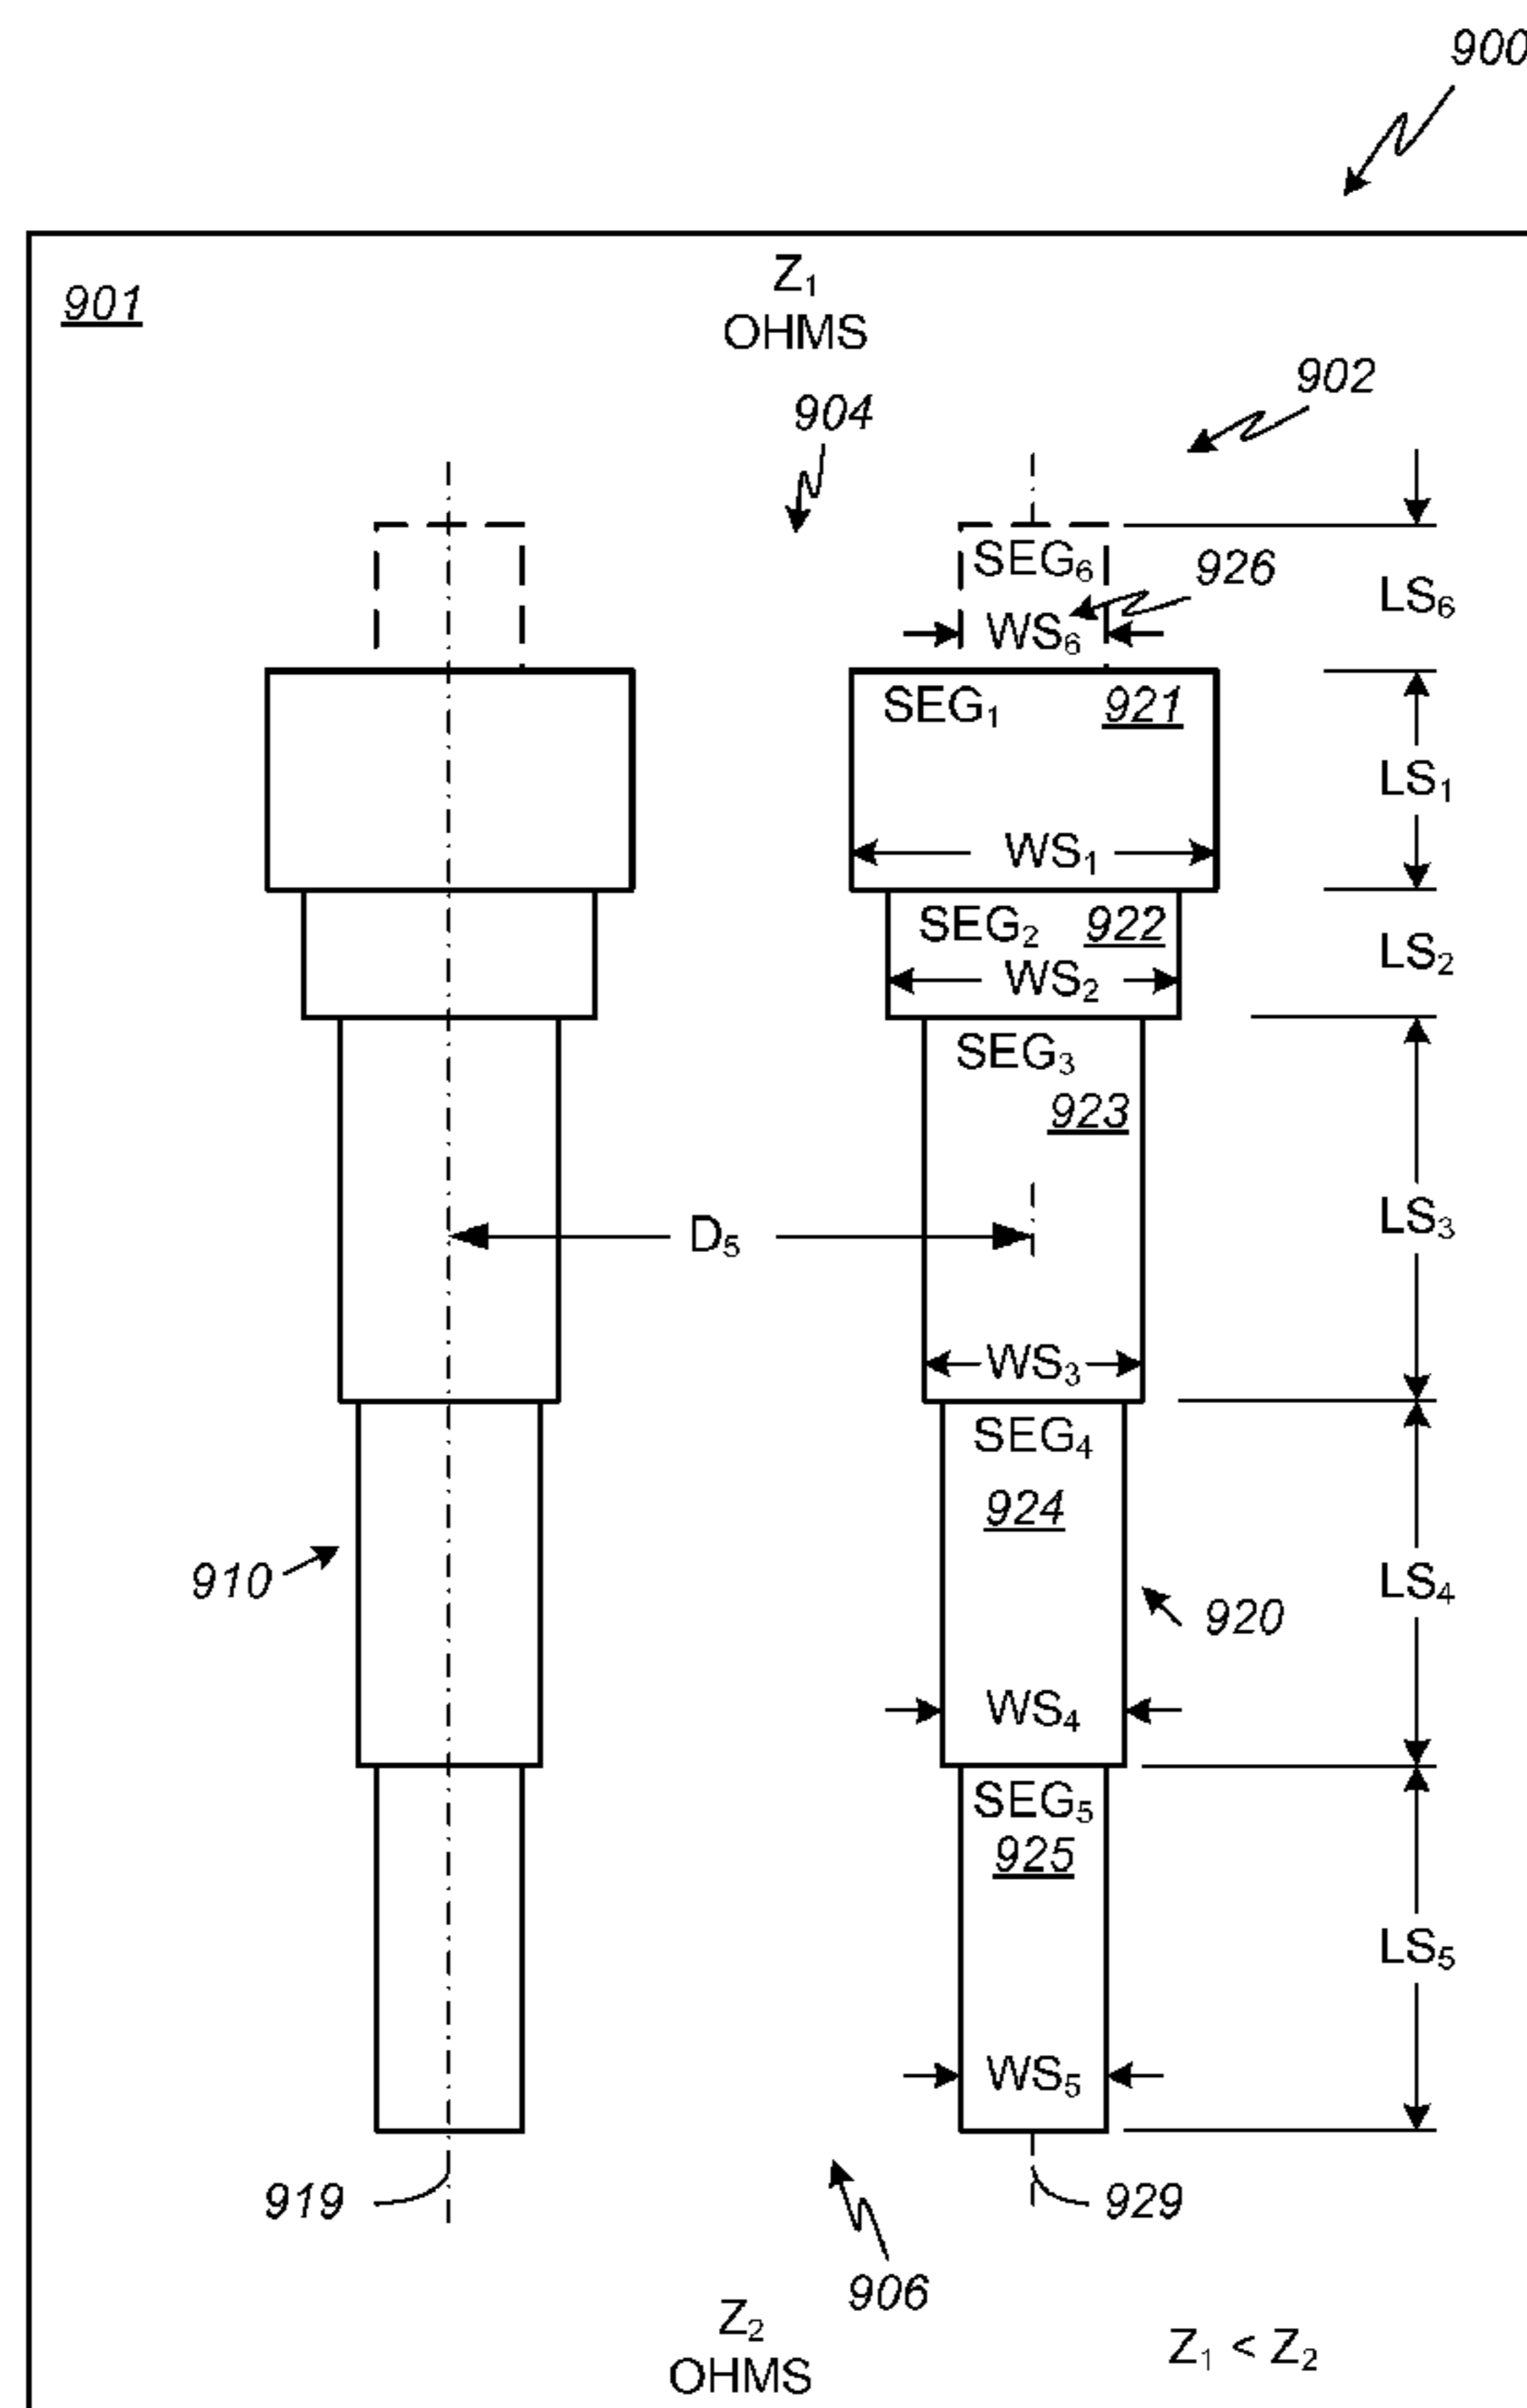 900
901
Z₁
OHMS
902
904
SEG₆
926
WS₆
LS₆
SEG₁ 921
LS₁
WS₁
SEG₂ 922
LS₂
WS₂
SEG₃
923
LS₃
D₅
WS₃
SEG₄
924
910
LS₄
920
WS₄
SEG₅
925
LS₅
WS₅
919
929
906
Z₂
OHMS
Z₁ < Z₂